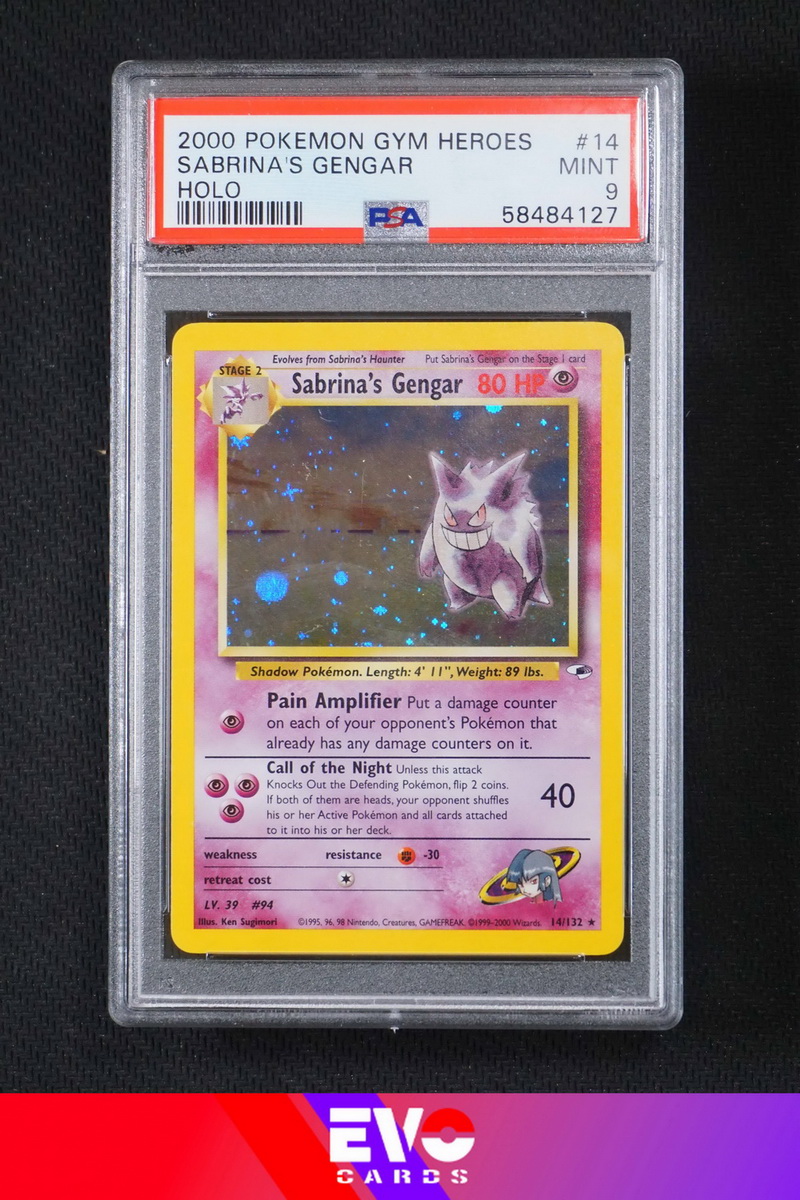 2000 POKEMON GYM HEROES #14
SABRINA'S GENGAR MINT
HOLO 9
PSA 58484127
Evolves from Sabrina's Haunter Put Sabrina's Gengar on the Stage 1 card
STAGE 2
Sabrina's Gengar 80 HP
Shadow Pokémon. Length: 4' 11", Weight: 89 lbs.
Pain Amplifier Put a damage counter
on each of your opponent's Pokémon that
already has any damage counters on it.
Call of the Night Unless this attack
Knocks Out the Defending Pokémon, flip 2 coins.
If both of them are heads, your opponent shuffles
his or her Active Pokémon and all cards attached
to it into his or her deck.
40
weakness resistance -30
retreat cost
LV. 39 #94
Illus. Ken Sugimori ©1995, 96, 98 Nintendo, Creatures, GAMEFREAK. ©1999-2000 Wizards. 14/132 ★
EVO
CARDS